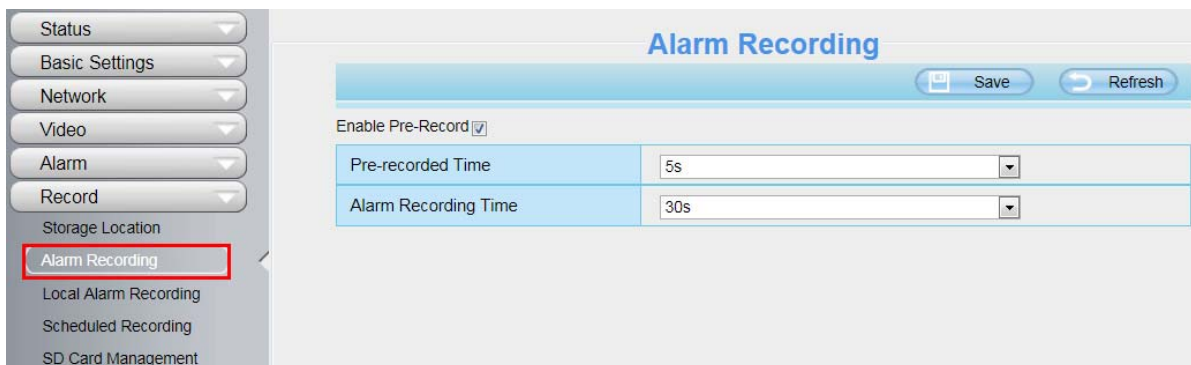 Status
Basic Settings
Network
Video
Alarm
Record
Storage Location
Alarm Recording
Local Alarm Recording
Scheduled Recording
SD Card Management
Alarm Recording
Save Refresh
Enable Pre-Record
Pre-recorded Time 5s
Alarm Recording Time 30s